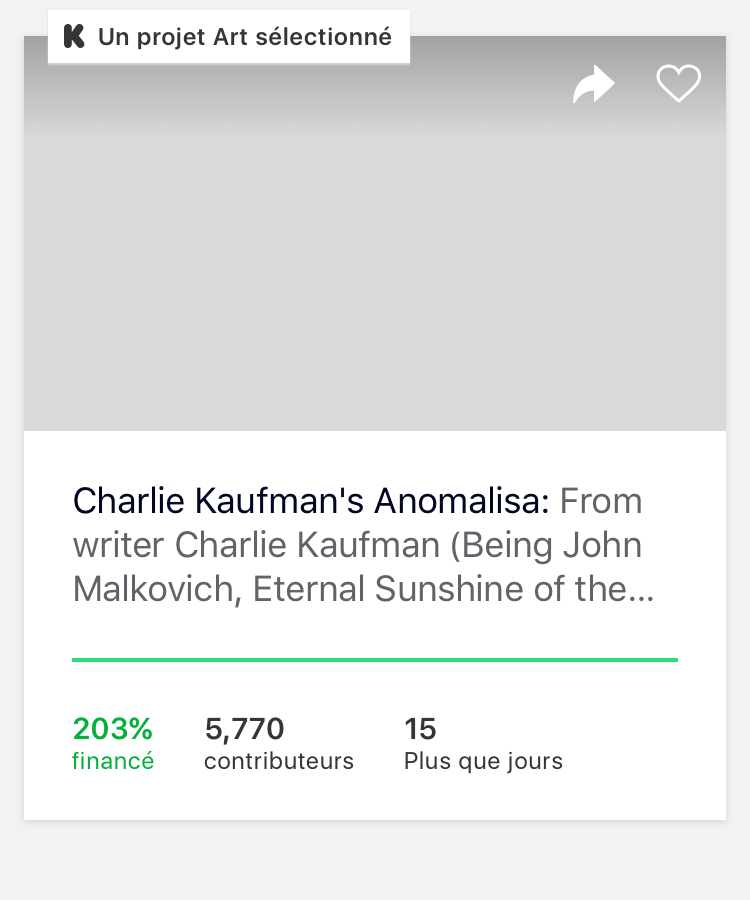 Un projet Art sélectionné
Charlie Kaufman's Anomalisa: From
writer Charlie Kaufman (Being John
Malkovich, Eternal Sunshine of the...
203% 5,770 15
financé contributeurs Plus que jours